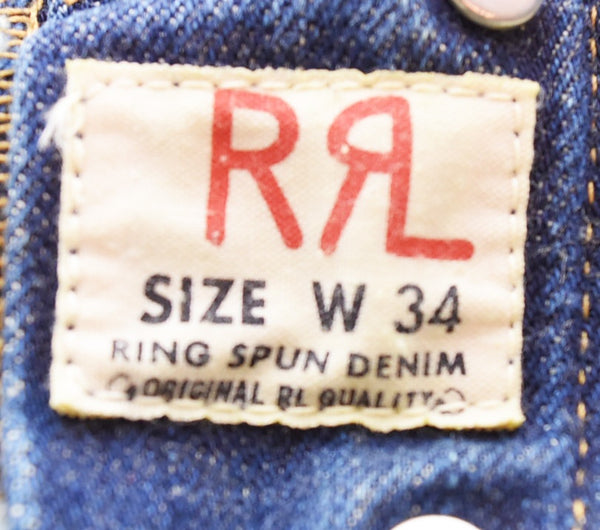 RRL
SIZE W 34
RING SPUN DENIM
ORIGINAL RL QUALITY